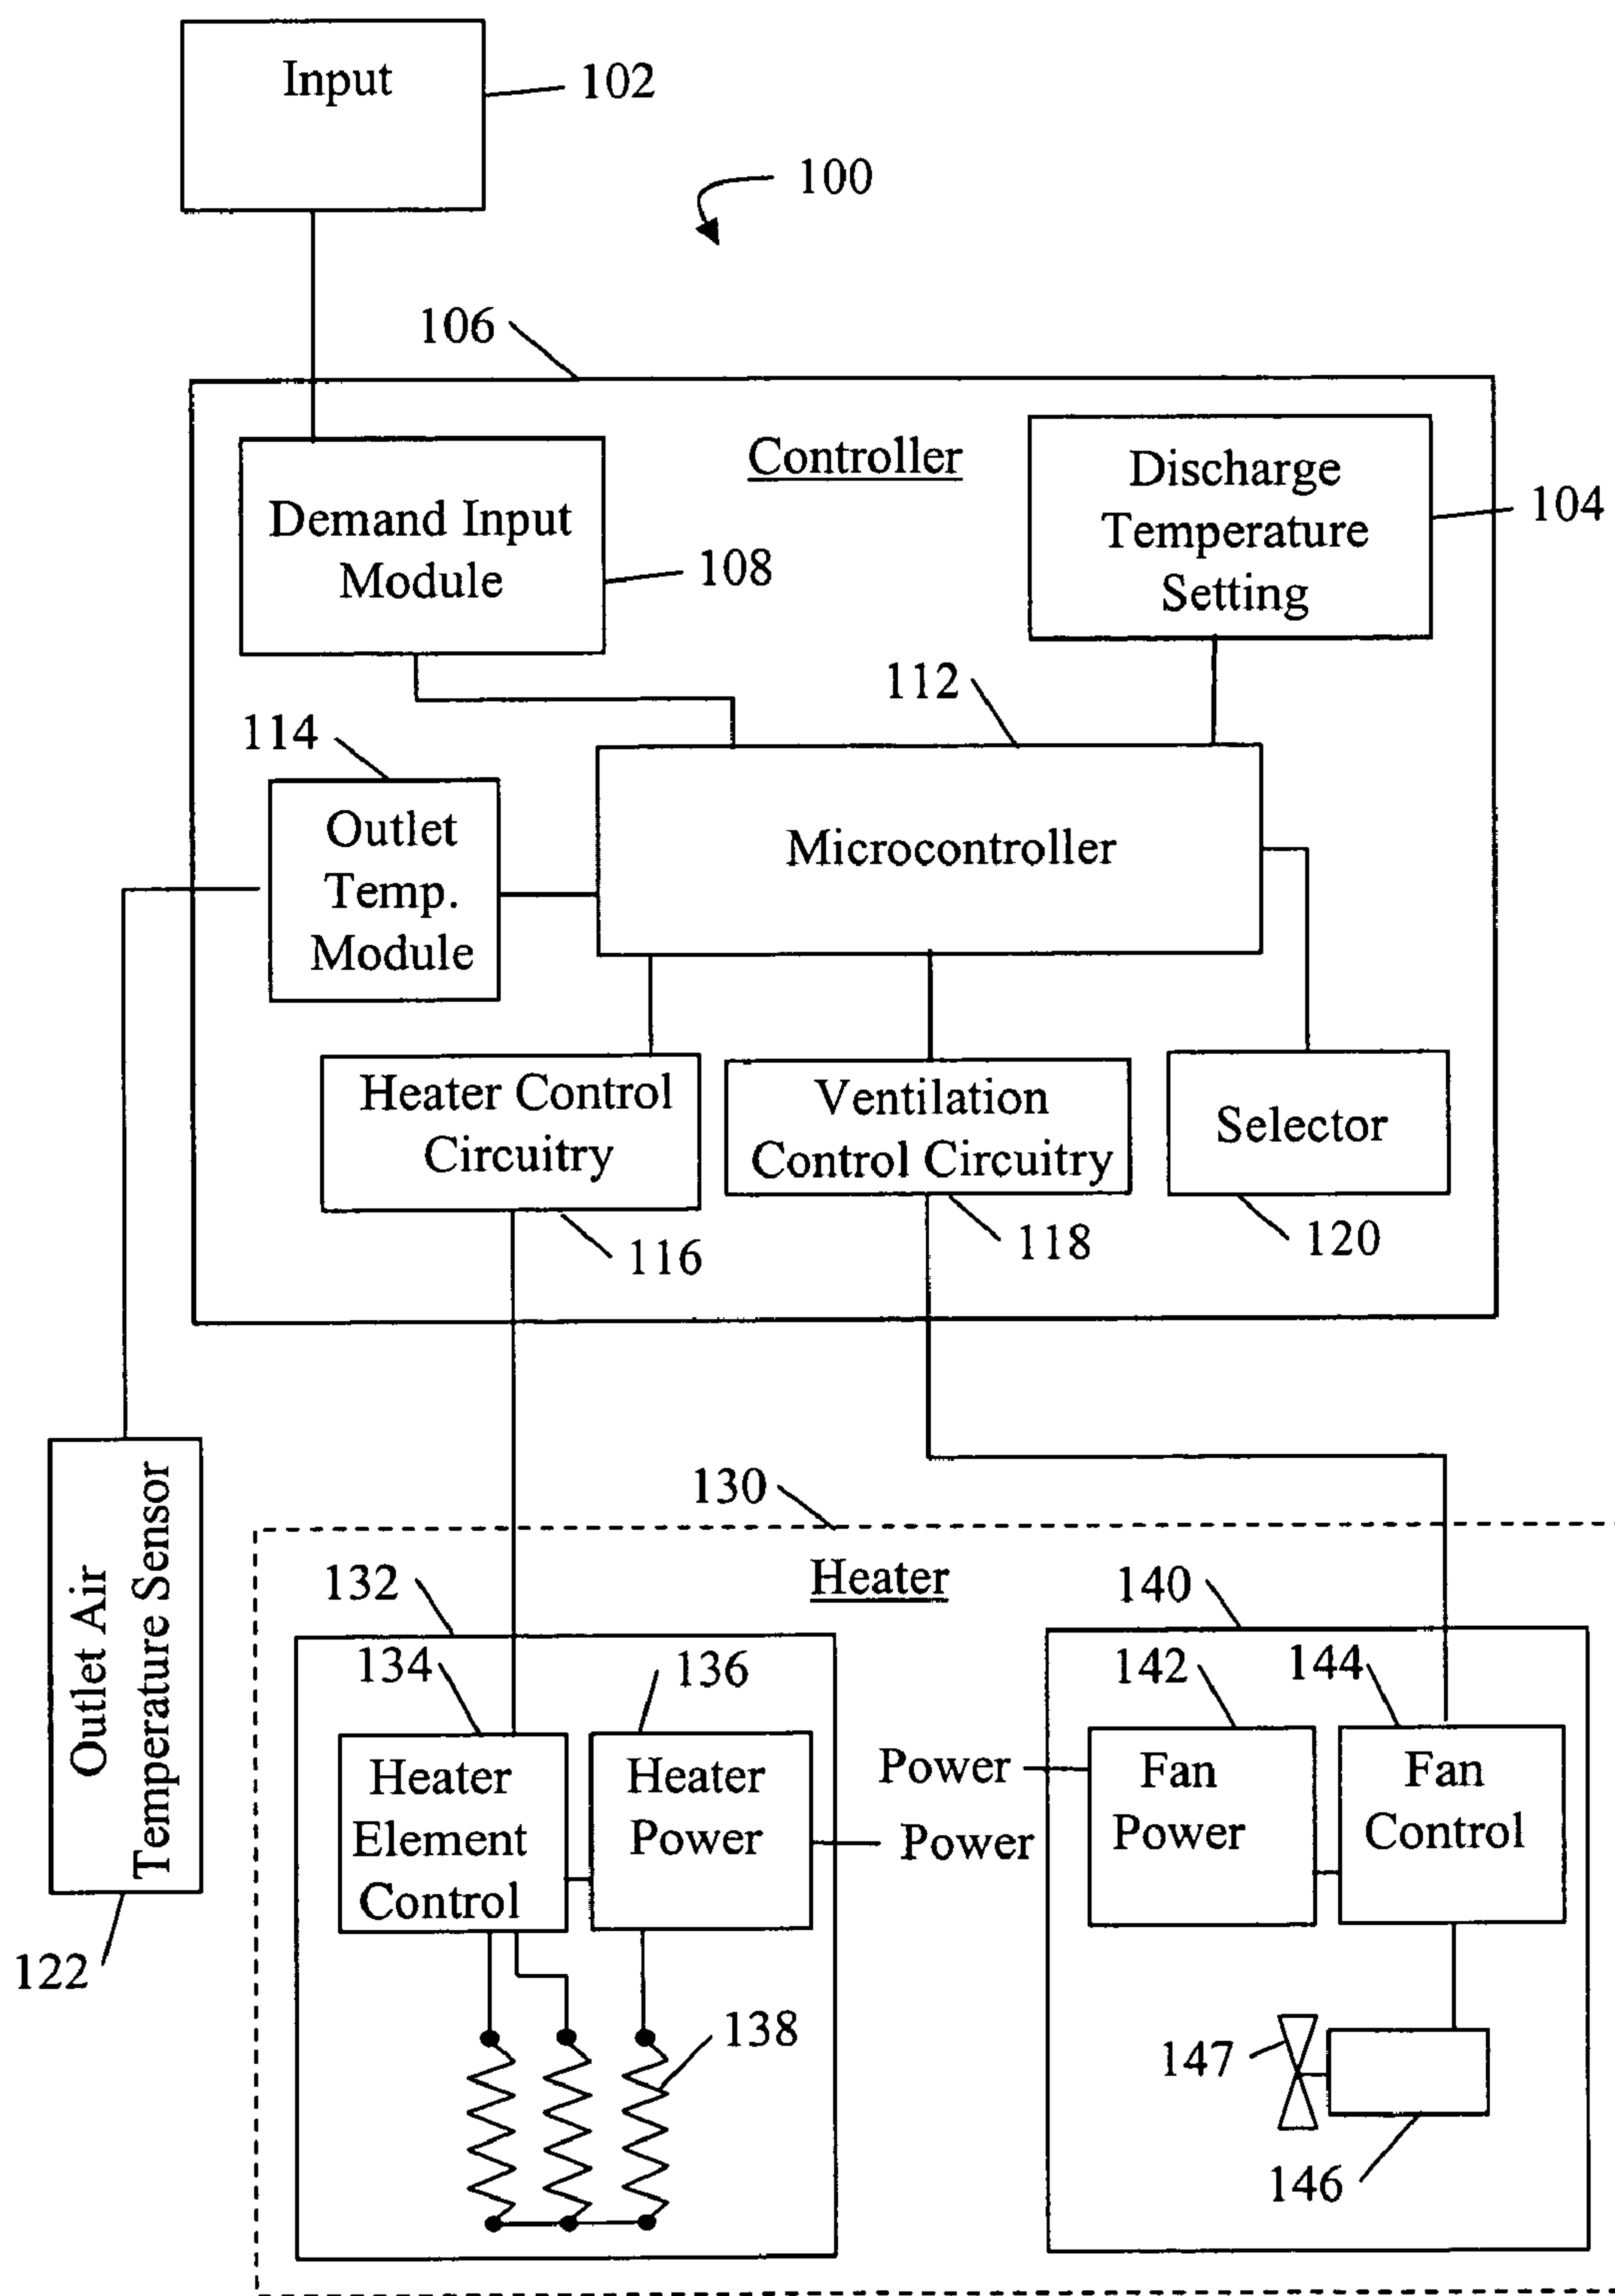 Input
102
100
106
Controller
Demand Input
Module
108
Discharge
Temperature
Setting
104
112
114
Outlet
Temp.
Module
Microcontroller
Heater Control
Circuitry
116
Ventilation
Control Circuitry
118
Selector
120
Outlet Air
Temperature Sensor
122
130
Heater
132
134
136
Heater
Element
Control
Heater
Power
Power
138
140
142
144
Power
Fan
Power
Fan
Control
147
146